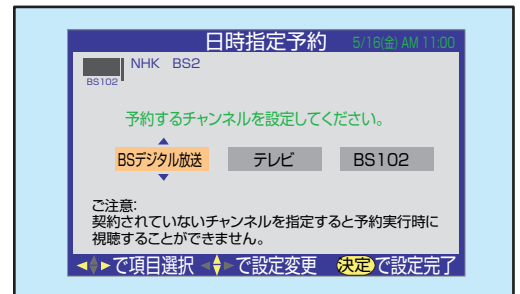 日時指定予約 5/16(金) AM 11:00
NHK BS2
BS102
予約するチャンネルを設定してください。
BSデジタル放送 テレビ BS102
ご注意:
契約されていないチャンネルを指定すると予約実行時に
視聴することができません。
で項目選択 で設定変更 決定で設定完了